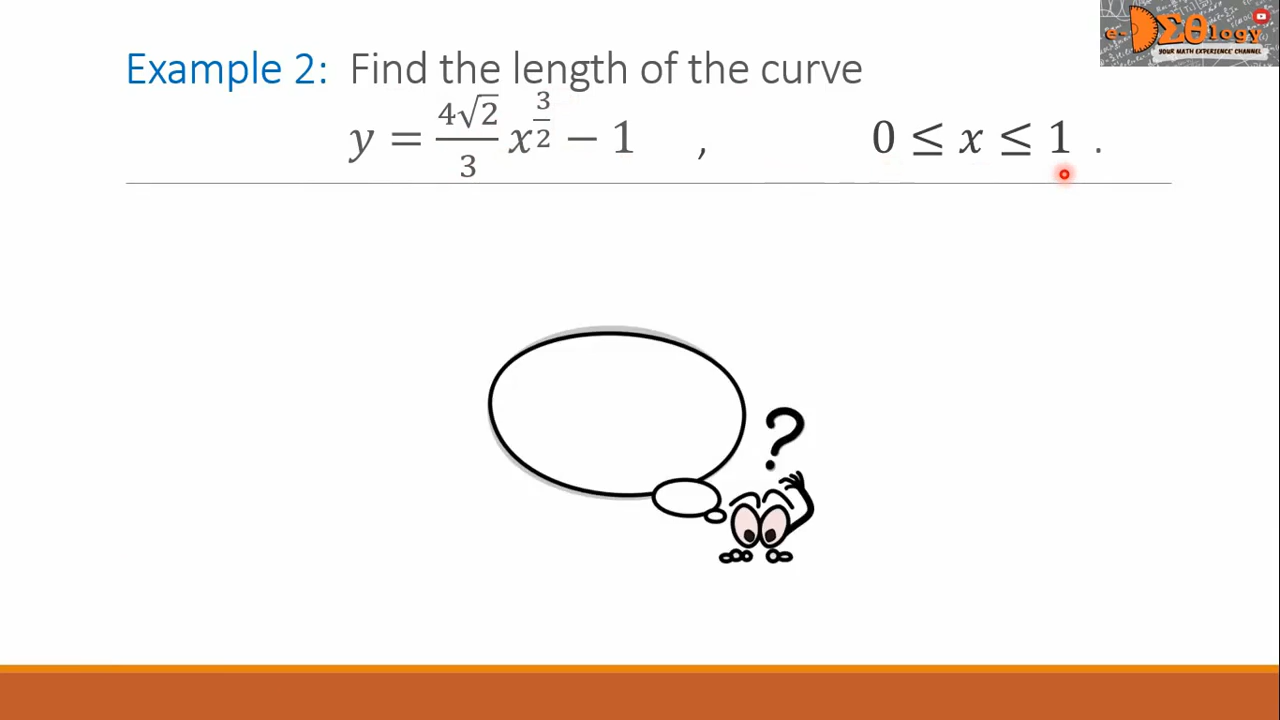 e-DΣθlogy
YOUR MATH EXPERIENCE CHANNEL
Example 2: Find the length of the curve
y = 4√2/3 x^(3/2) − 1 , 0 ≤ x ≤ 1 .
?